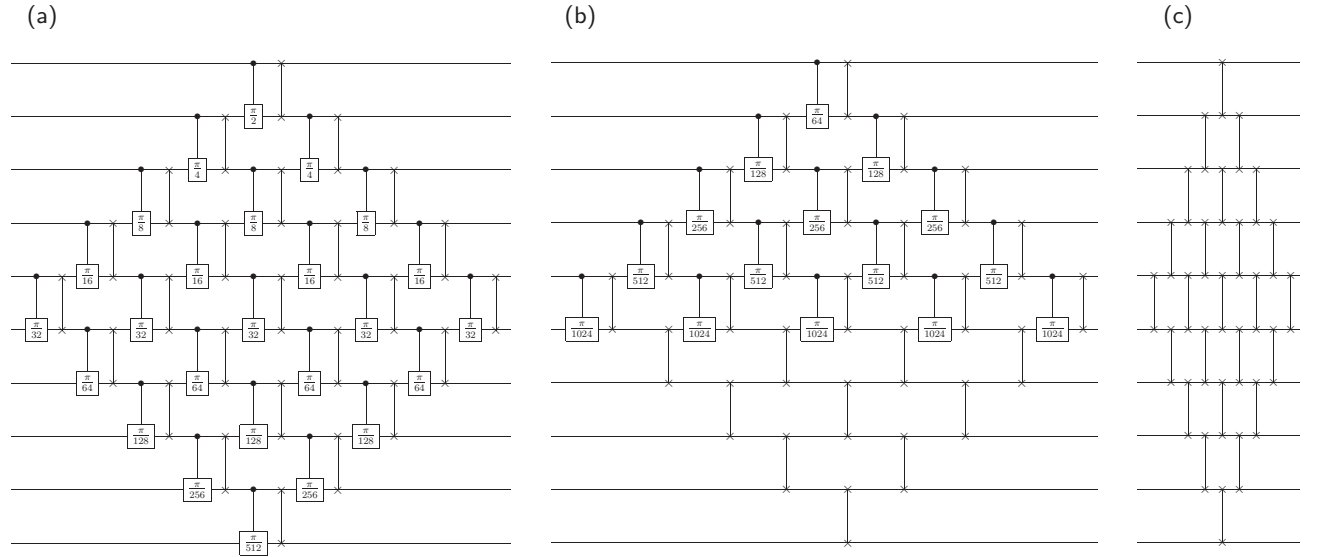 (a)
π/2
π/4 π/4
π/8 π/8 π/8
π/16 π/16 π/16 π/16
π/32 π/32 π/32 π/32 π/32
π/64 π/64 π/64 π/64
π/128 π/128 π/128
π/256 π/256
π/512
(b)
π/64
π/128 π/128
π/256 π/256 π/256
π/512 π/512 π/512 π/512
π/1024 π/1024 π/1024 π/1024 π/1024
(c)